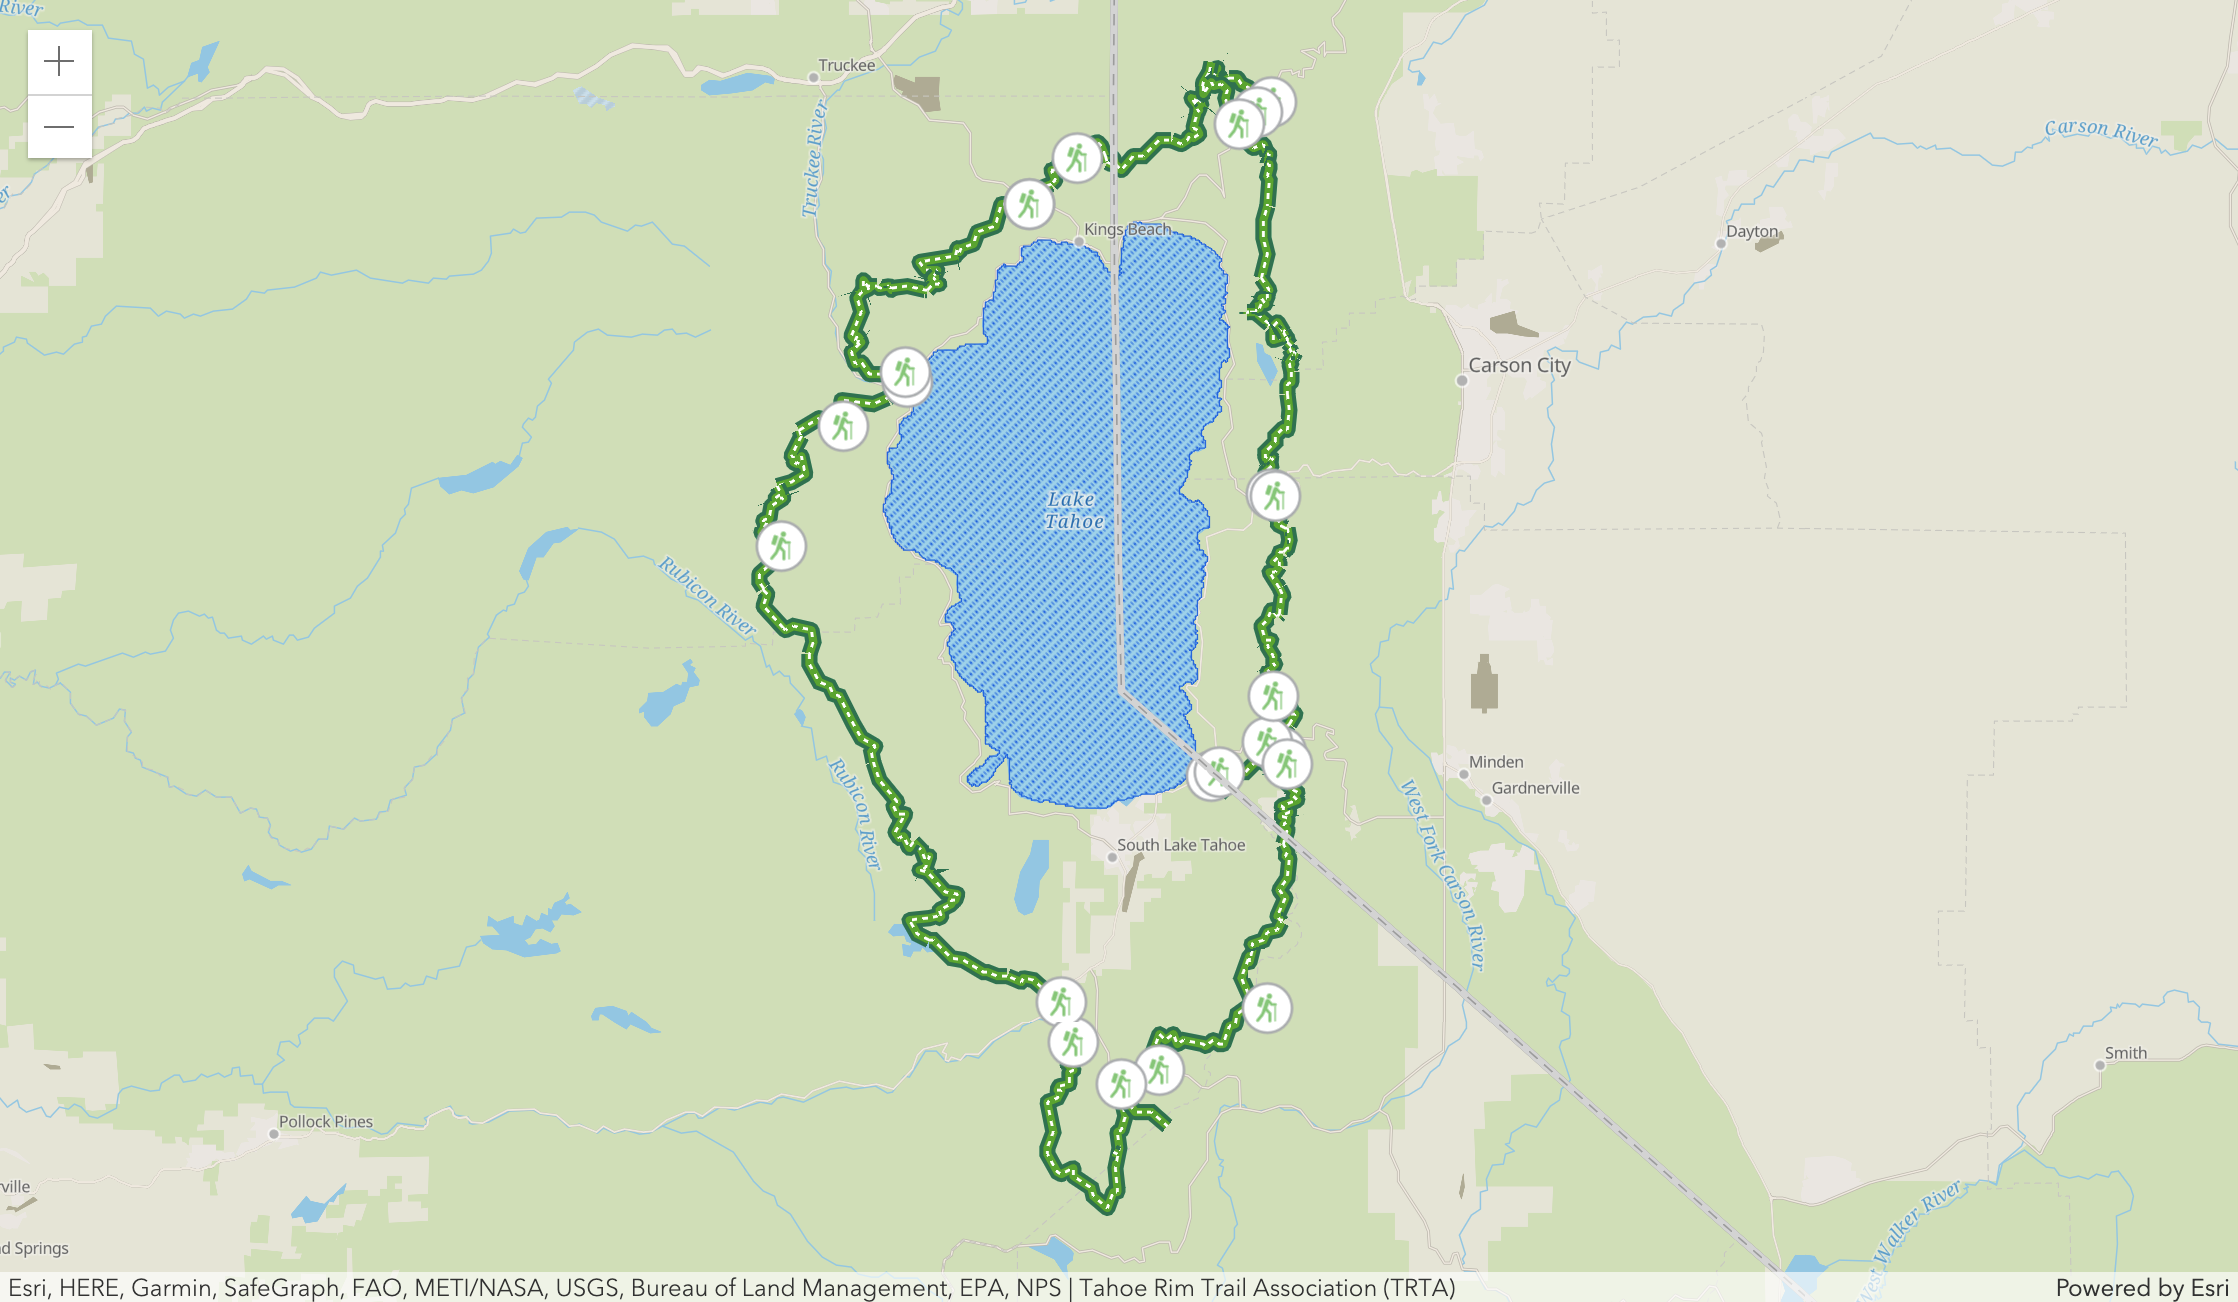 River
+
−
Truckee
Truckee River
Carson River
Kings Beach
Dayton
Carson City
Lake
Tahoe
Rubicon River
Rubicon River
Minden
Gardnerville
West Fork Carson River
South Lake Tahoe
Smith
Pollock Pines
West Walker River
Esri, HERE, Garmin, SafeGraph, FAO, METI/NASA, USGS, Bureau of Land Management, EPA, NPS | Tahoe Rim Trail Association (TRTA)
Powered by Esri